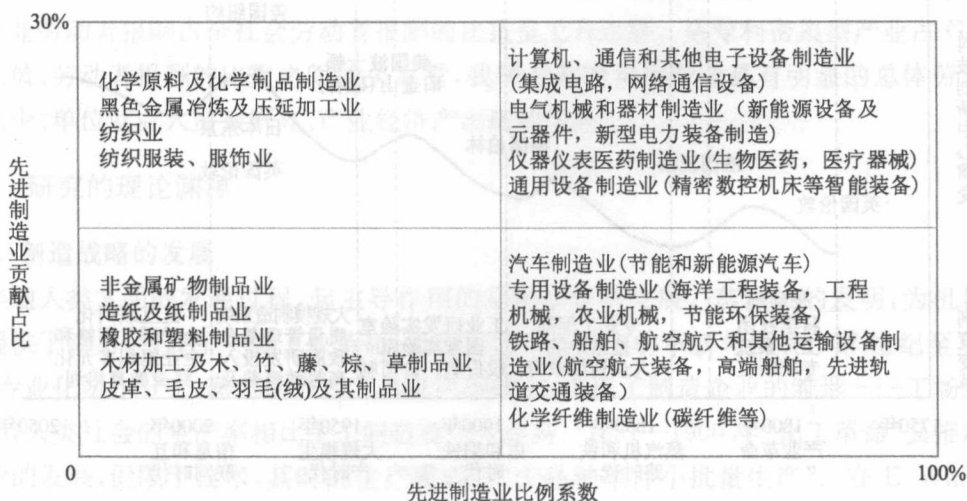 30%
化学原料及化学制品制造业
黑色金属冶炼及压延加工业
纺织业
纺织服装、服饰业
计算机、通信和其他电子设备制造业
(集成电路，网络通信设备)
电气机械和器材制造业（新能源设备及
元器件，新型电力装备制造)
仪器仪表医药制造业(生物医药，医疗器械)
通用设备制造业(精密数控机床等智能装备)
先进制造业贡献占比
非金属矿物制品业
造纸及纸制品业
橡胶和塑料制品业
木材加工及木、竹、藤、棕、草制品业
皮革、毛皮、羽毛(绒)及其制品业
汽车制造业(节能和新能源汽车)
专用设备制造业(海洋工程装备，工程
机械，农业机械，节能环保装备)
铁路、船舶、航空航天和其他运输设备制
造业(航空航天装备，高端船舶，先进轨
道交通装备）
化学纤维制造业(碳纤维等)
0
100%
先进制造业比例系数